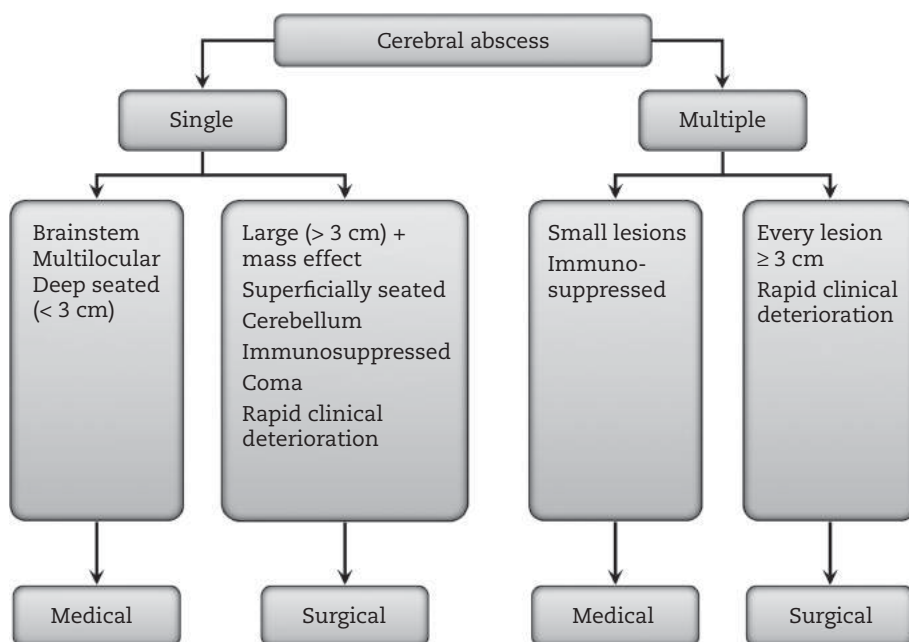 Cerebral abscess
Single
Multiple
Brainstem
Multilocular
Deep seated
(< 3 cm)
Large (> 3 cm) +
mass effect
Superficially seated
Cerebellum
Immunosuppressed
Coma
Rapid clinical
deterioration
Small lesions
Immuno-
suppressed
Every lesion
≥ 3 cm
Rapid clinical
deterioration
Medical
Surgical
Medical
Surgical